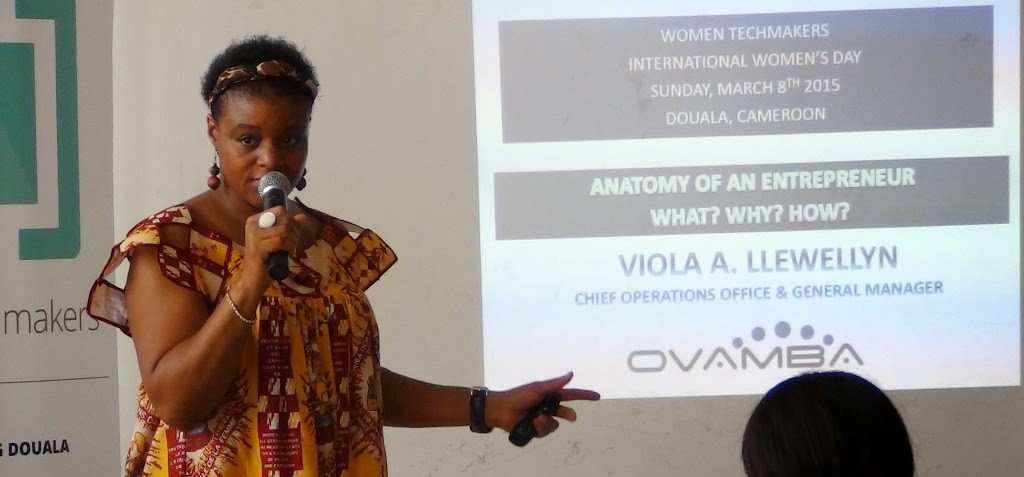 makers
G DOUALA
WOMEN TECHMAKERS
INTERNATIONAL WOMEN'S DAY
SUNDAY, MARCH 8TH 2015
DOUALA, CAMEROON
ANATOMY OF AN ENTREPRENEUR
WHAT? WHY? HOW?
VIOLA A. LLEWELLYN
CHIEF OPERATIONS OFFICE & GENERAL MANAGER
OVAMBA